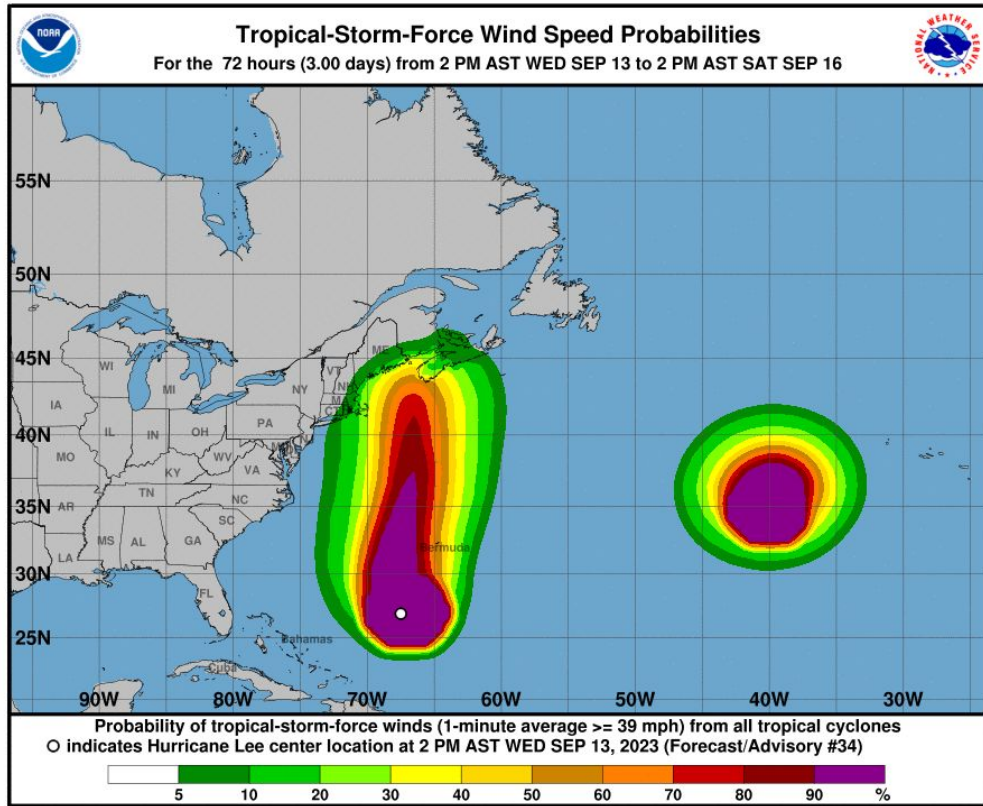 NOAA
Tropical-Storm-Force Wind Speed Probabilities
For the 72 hours (3.00 days) from 2 PM AST WED SEP 13 to 2 PM AST SAT SEP 16
NATIONAL WEATHER SERVICE
55N
50N
45N
ME
WI
VT
MI
NY
NH
IA
MA
CT
40N
PA
IL
IN
OH
MO
WV
KY
VA
TN
NC
35N
AR
SC
MS
AL
GA
Bermuda
LA
30N
FL
25N
Bahamas
Cuba
90W
80W
70W
60W
50W
40W
30W
Probability of tropical-storm-force winds (1-minute average >= 39 mph) from all tropical cyclones
indicates Hurricane Lee center location at 2 PM AST WED SEP 13, 2023 (Forecast/Advisory #34)
5 10 20 30 40 50 60 70 80 90 %